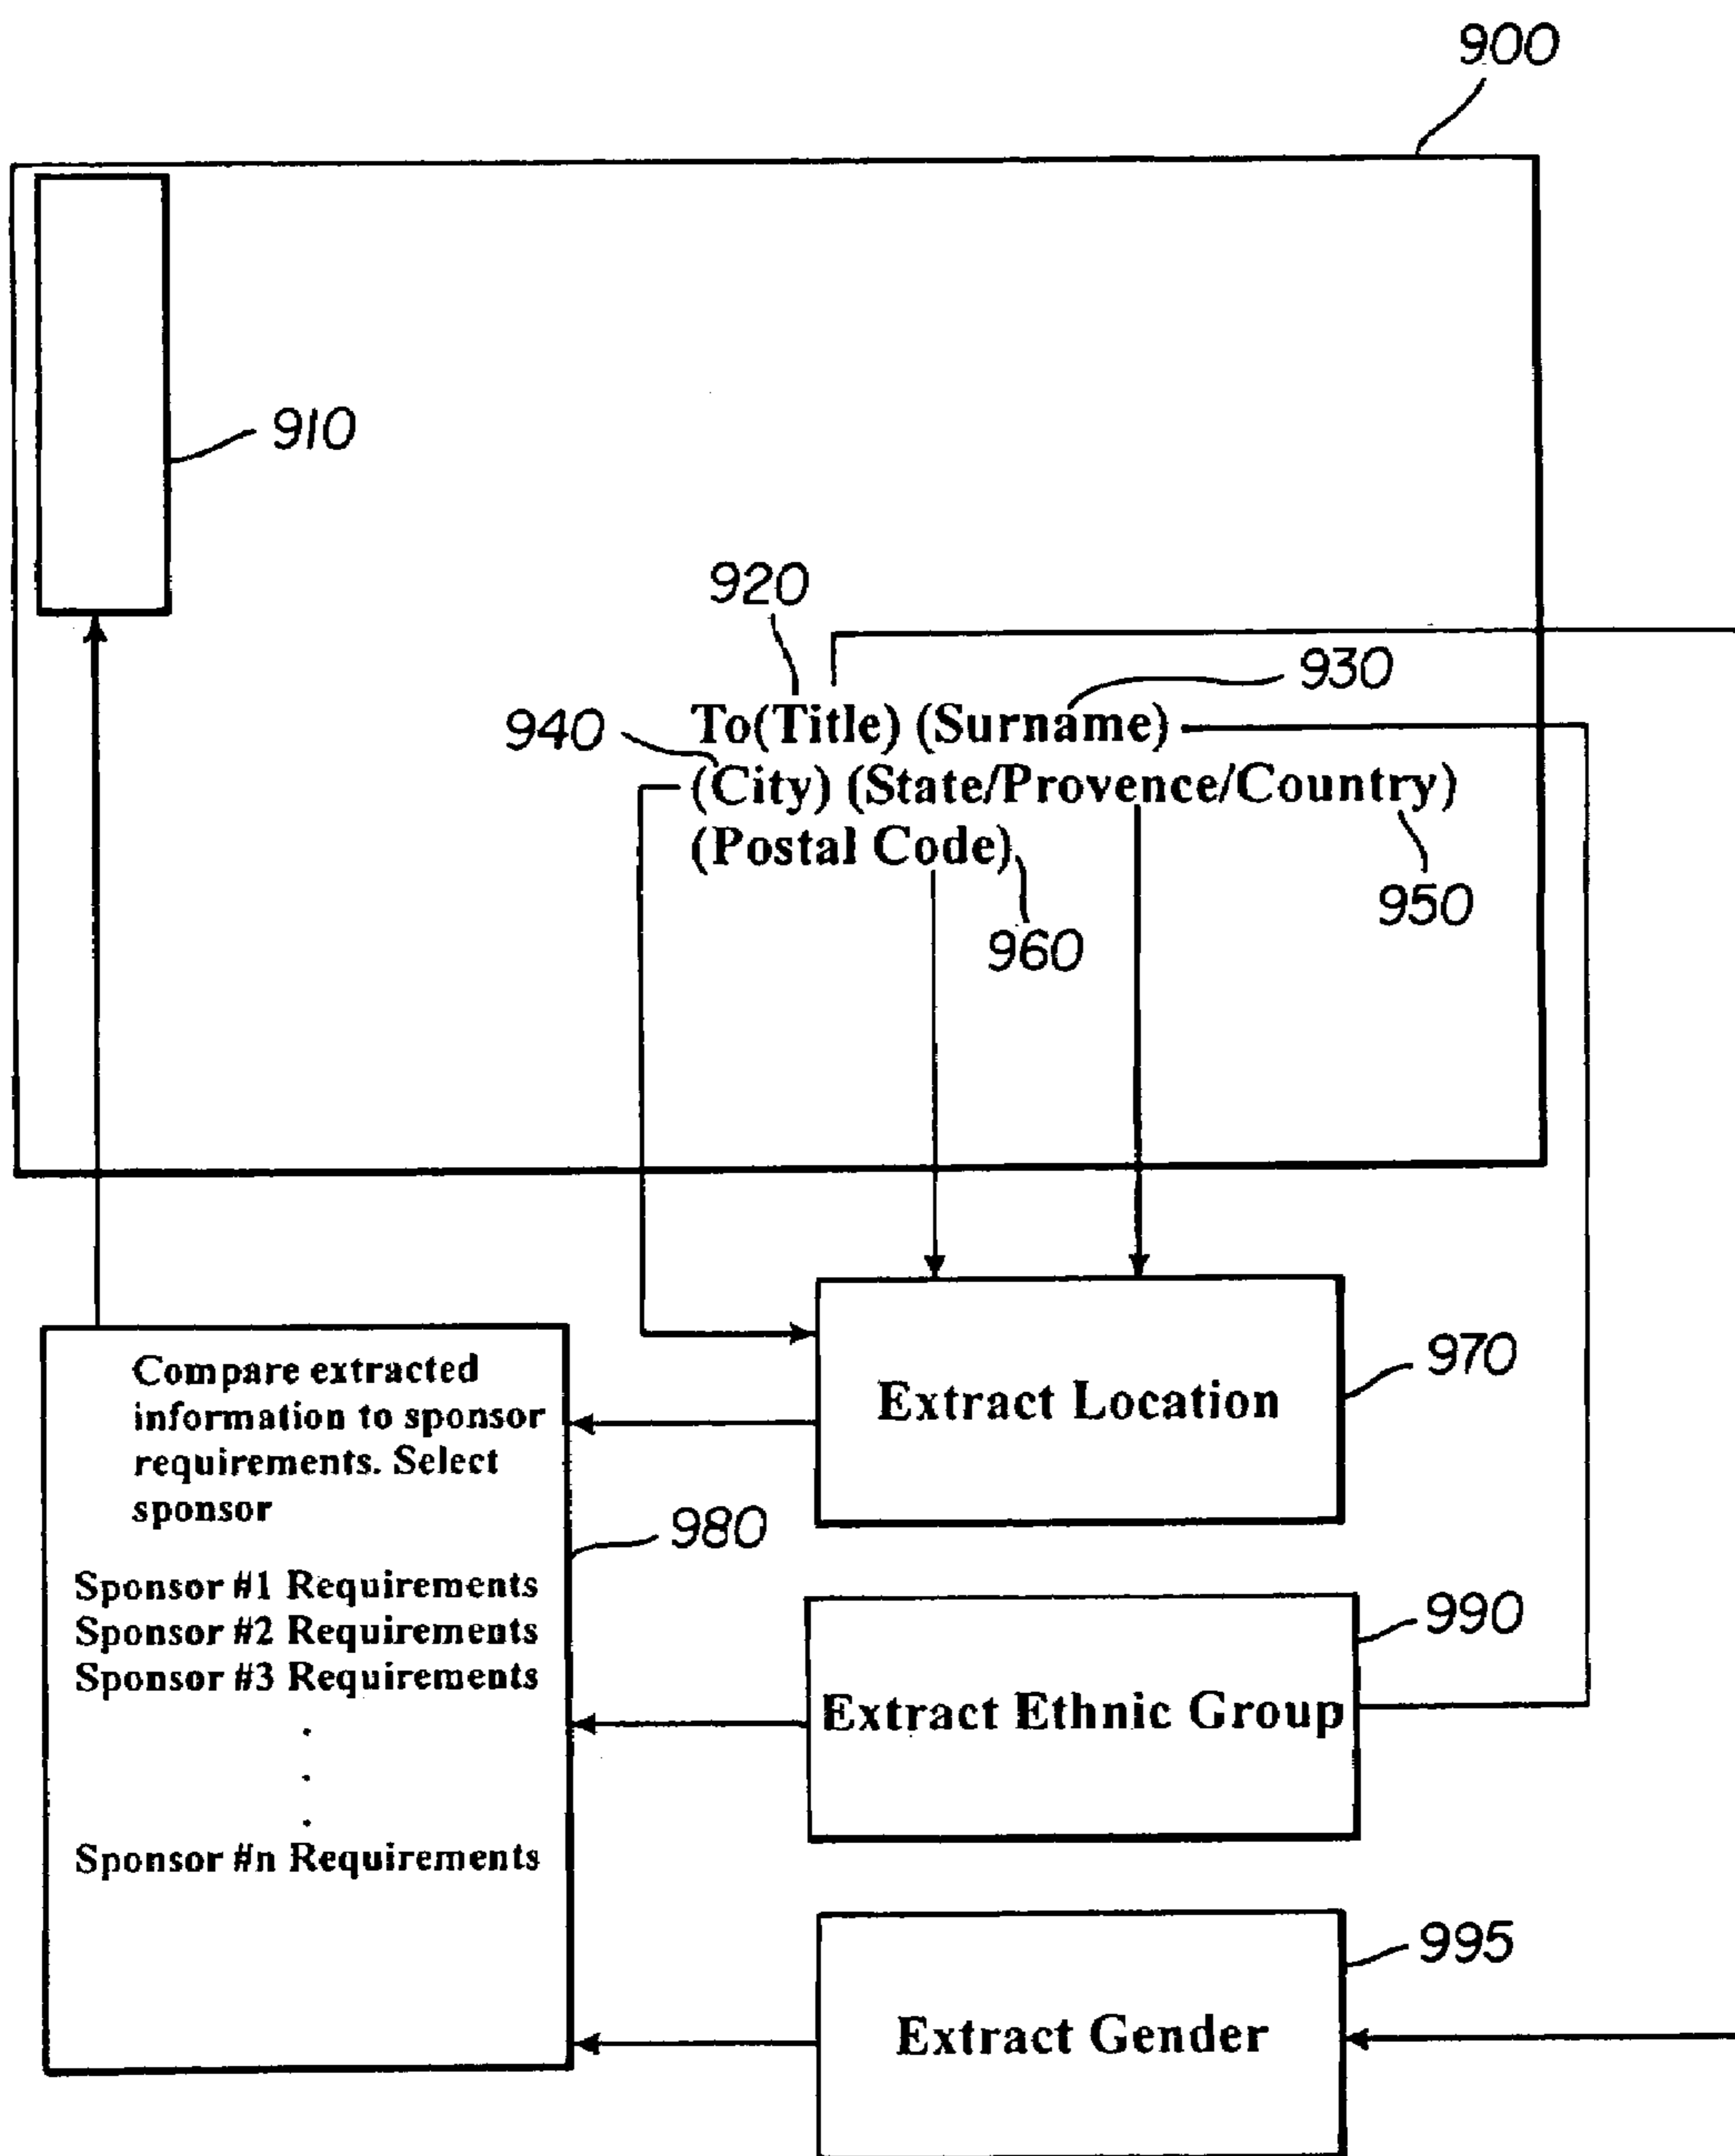 900
910
920
930
To(Title) (Surname)
940
(City) (State/Provence/Country)
(Postal Code)
950
960
970
Extract Location
Compare extracted
information to sponsor
requirements. Select
sponsor
980
Sponsor #1 Requirements
Sponsor #2 Requirements
Sponsor #3 Requirements
.
.
.
Sponsor #n Requirements
990
Extract Ethnic Group
995
Extract Gender